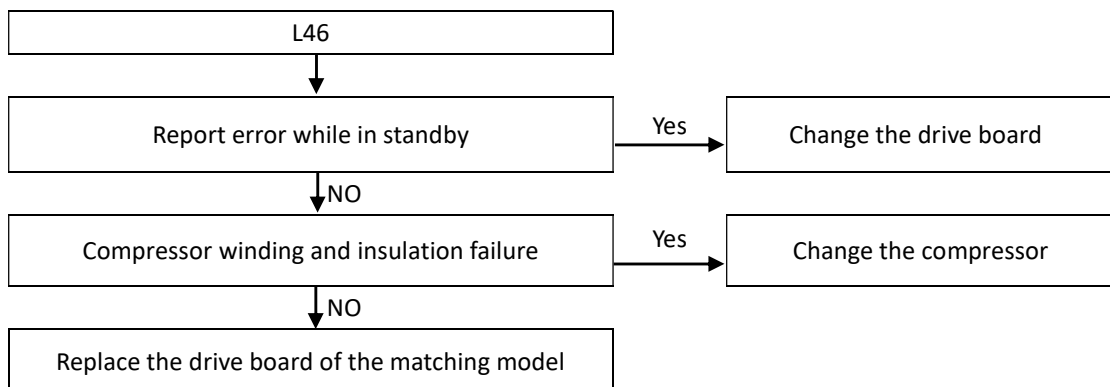 L46
Report error while in standby
Yes
Change the drive board
NO
Compressor winding and insulation failure
Yes
Change the compressor
NO
Replace the drive board of the matching model